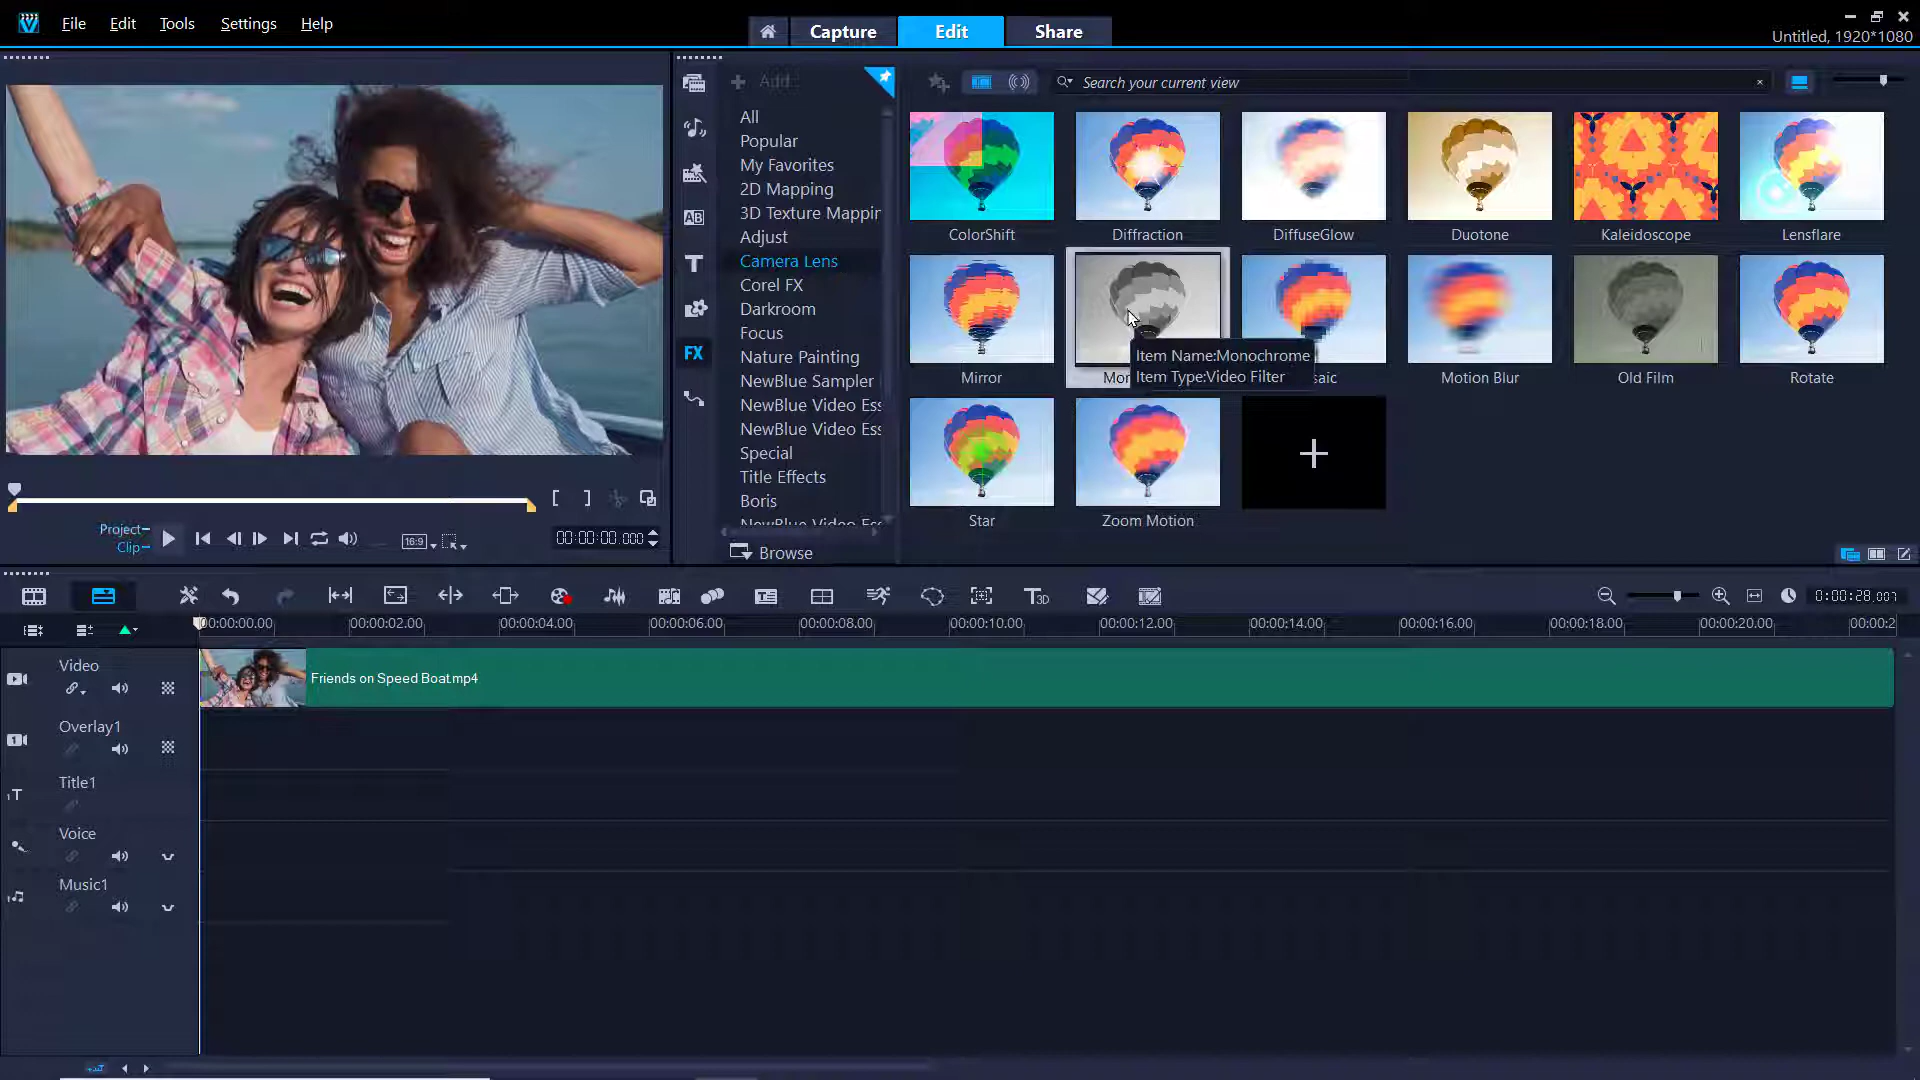 File Edit Tools Settings Help
Capture Edit Share
Untitled, 1920*1080
Add...
Search your current view
All
Popular
My Favorites
2D Mapping
3D Texture Mappin
Adjust
Camera Lens
Corel FX
Darkroom
Focus
Nature Painting
NewBlue Sampler
NewBlue Video Ess
NewBlue Video Ess
Special
Title Effects
Boris
NewBlue Video Ess
Browse
AB
T
FX
ColorShift Diffraction DiffuseGlow Duotone Kaleidoscope Lensflare
Item Name:Monochrome
Item Type:Video Filter
Mirror Mon saic Motion Blur Old Film Rotate
Star Zoom Motion
Project
Clip
16:9
00:00:00.000
T3D
0:00:28.007
00:00:00.00 00:00:02.00 00:00:04.00 00:00:06.00 00:00:08.00 00:00:10.00 00:00:12.00 00:00:14.00 00:00:16.00 00:00:18.00 00:00:20.00 00:00:2
Video
Friends on Speed Boat.mp4
Overlay1
1
Title1
T
Voice
Music1